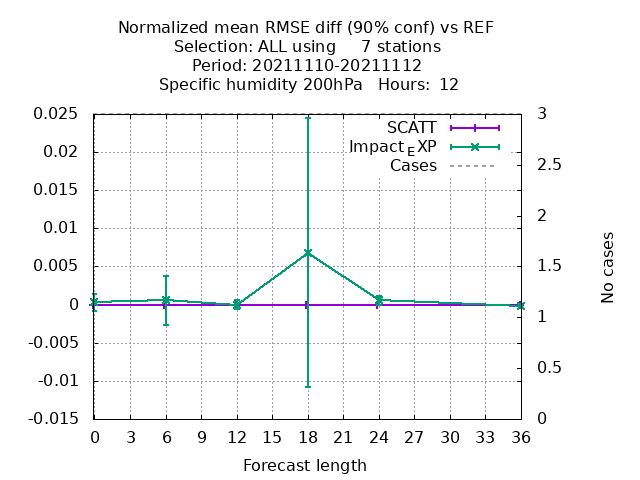 Normalized mean RMSE diff (90% conf) vs REF
Selection: ALL using 7 stations
Period: 20211110-20211112
Specific humidity 200hPa Hours: 12
0.025
0.02
0.015
0.01
0.005
0
-0.005
-0.01
-0.015
3
2.5
2
1.5
1
0.5
0
SCATT
Impact_EXP
Cases
No cases
0 3 6 9 12 15 18 21 24 27 30 33 36
Forecast length